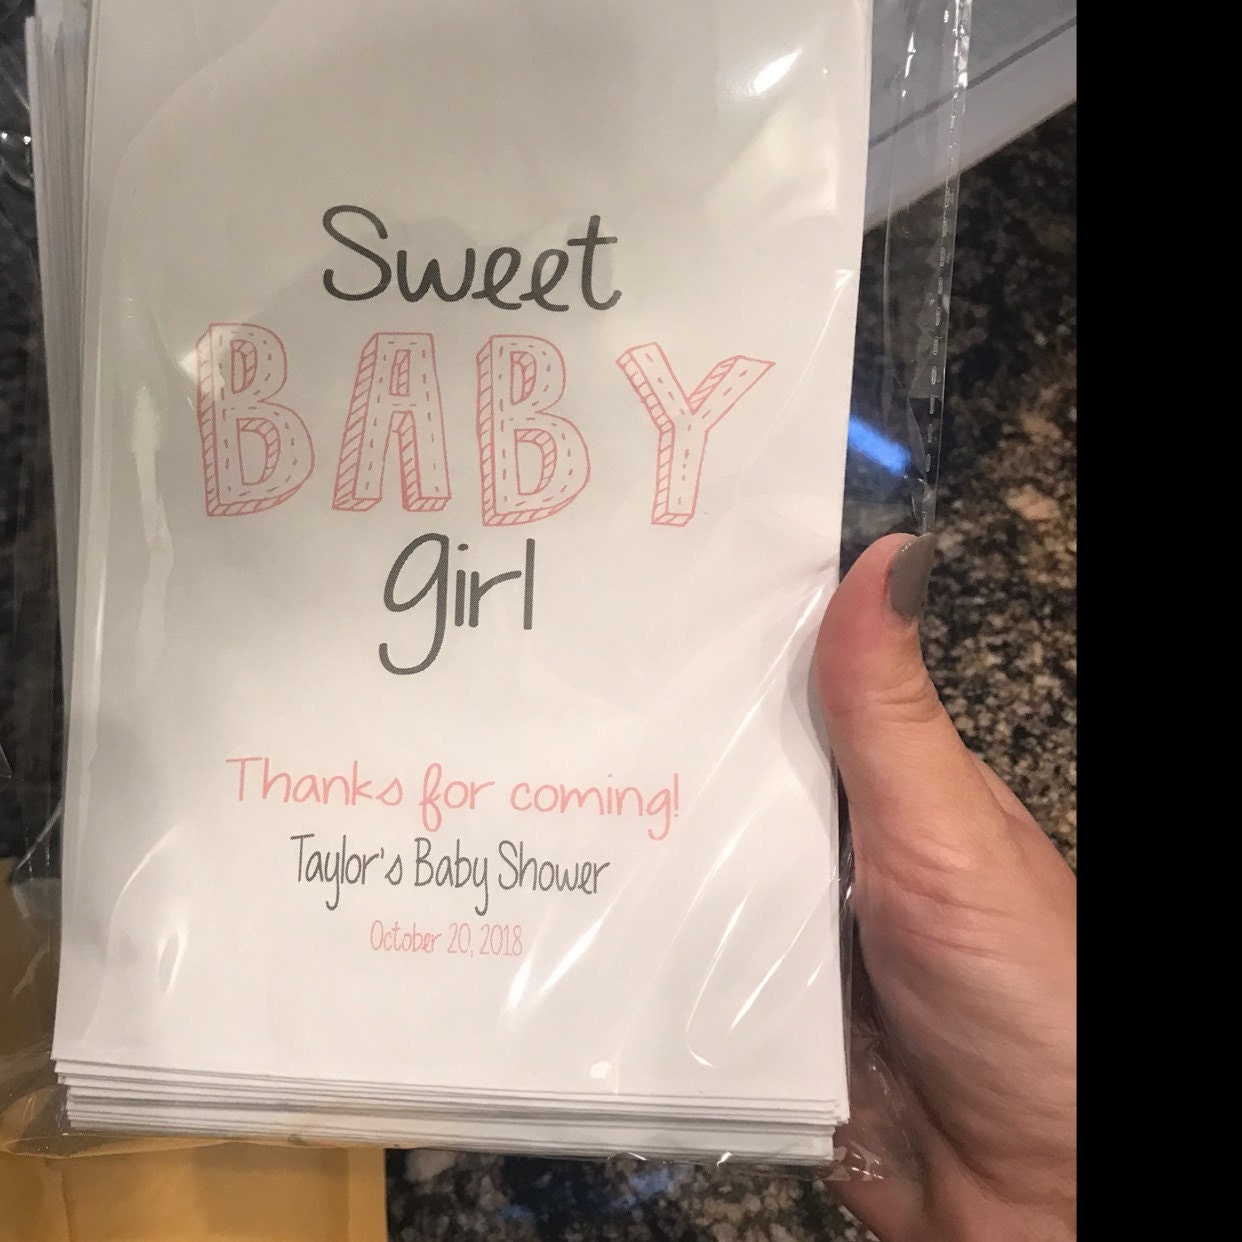 Sweet
BABY
girl
Thanks for coming!
Taylor's Baby Shower
October 20, 2018